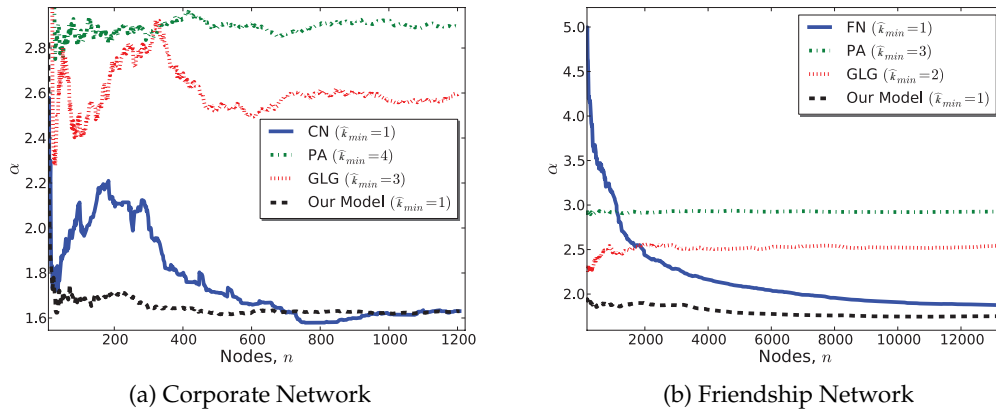 2.8
2.6
2.4
2.2
2.0
1.8
1.6
α
CN (k̂min=1)
PA (k̂min=4)
GLG (k̂min=3)
Our Model (k̂min=1)
200
400
600
800
1000
1200
Nodes, n
(a) Corporate Network
5.0
4.5
4.0
3.5
3.0
2.5
2.0
α
FN (k̂min=1)
PA (k̂min=3)
GLG (k̂min=2)
Our Model (k̂min=1)
2000
4000
6000
8000
10000
12000
Nodes, n
(b) Friendship Network